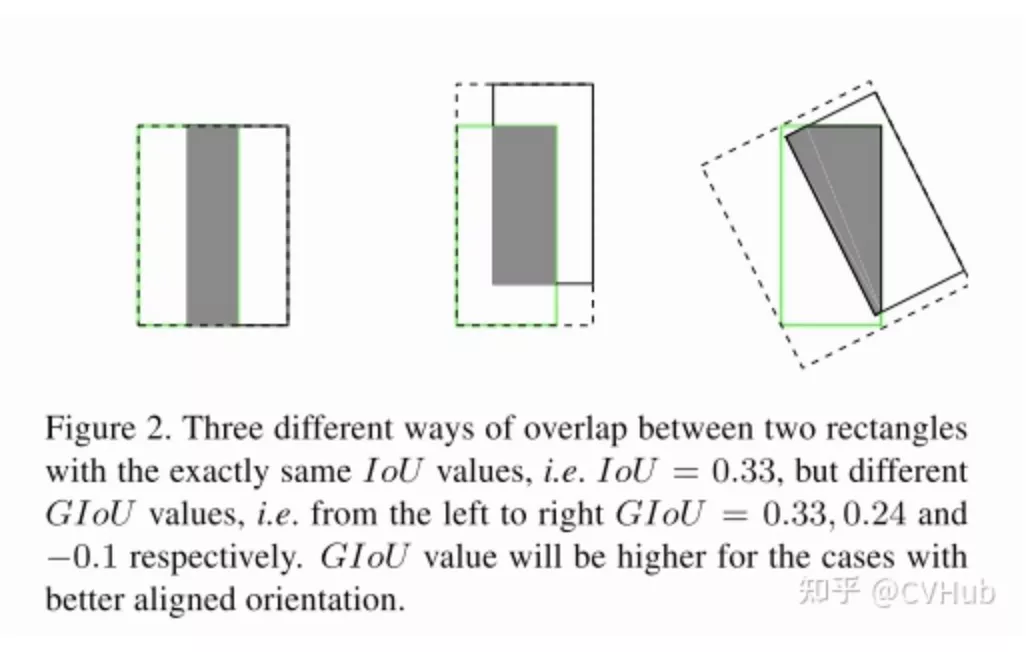 Figure 2. Three different ways of overlap between two rectangles
with the exactly same IoU values, i.e. IoU = 0.33, but different
GIoU values, i.e. from the left to right GIoU = 0.33, 0.24 and
−0.1 respectively. GIoU value will be higher for the cases with
better aligned orientation.
知乎 @CVHub